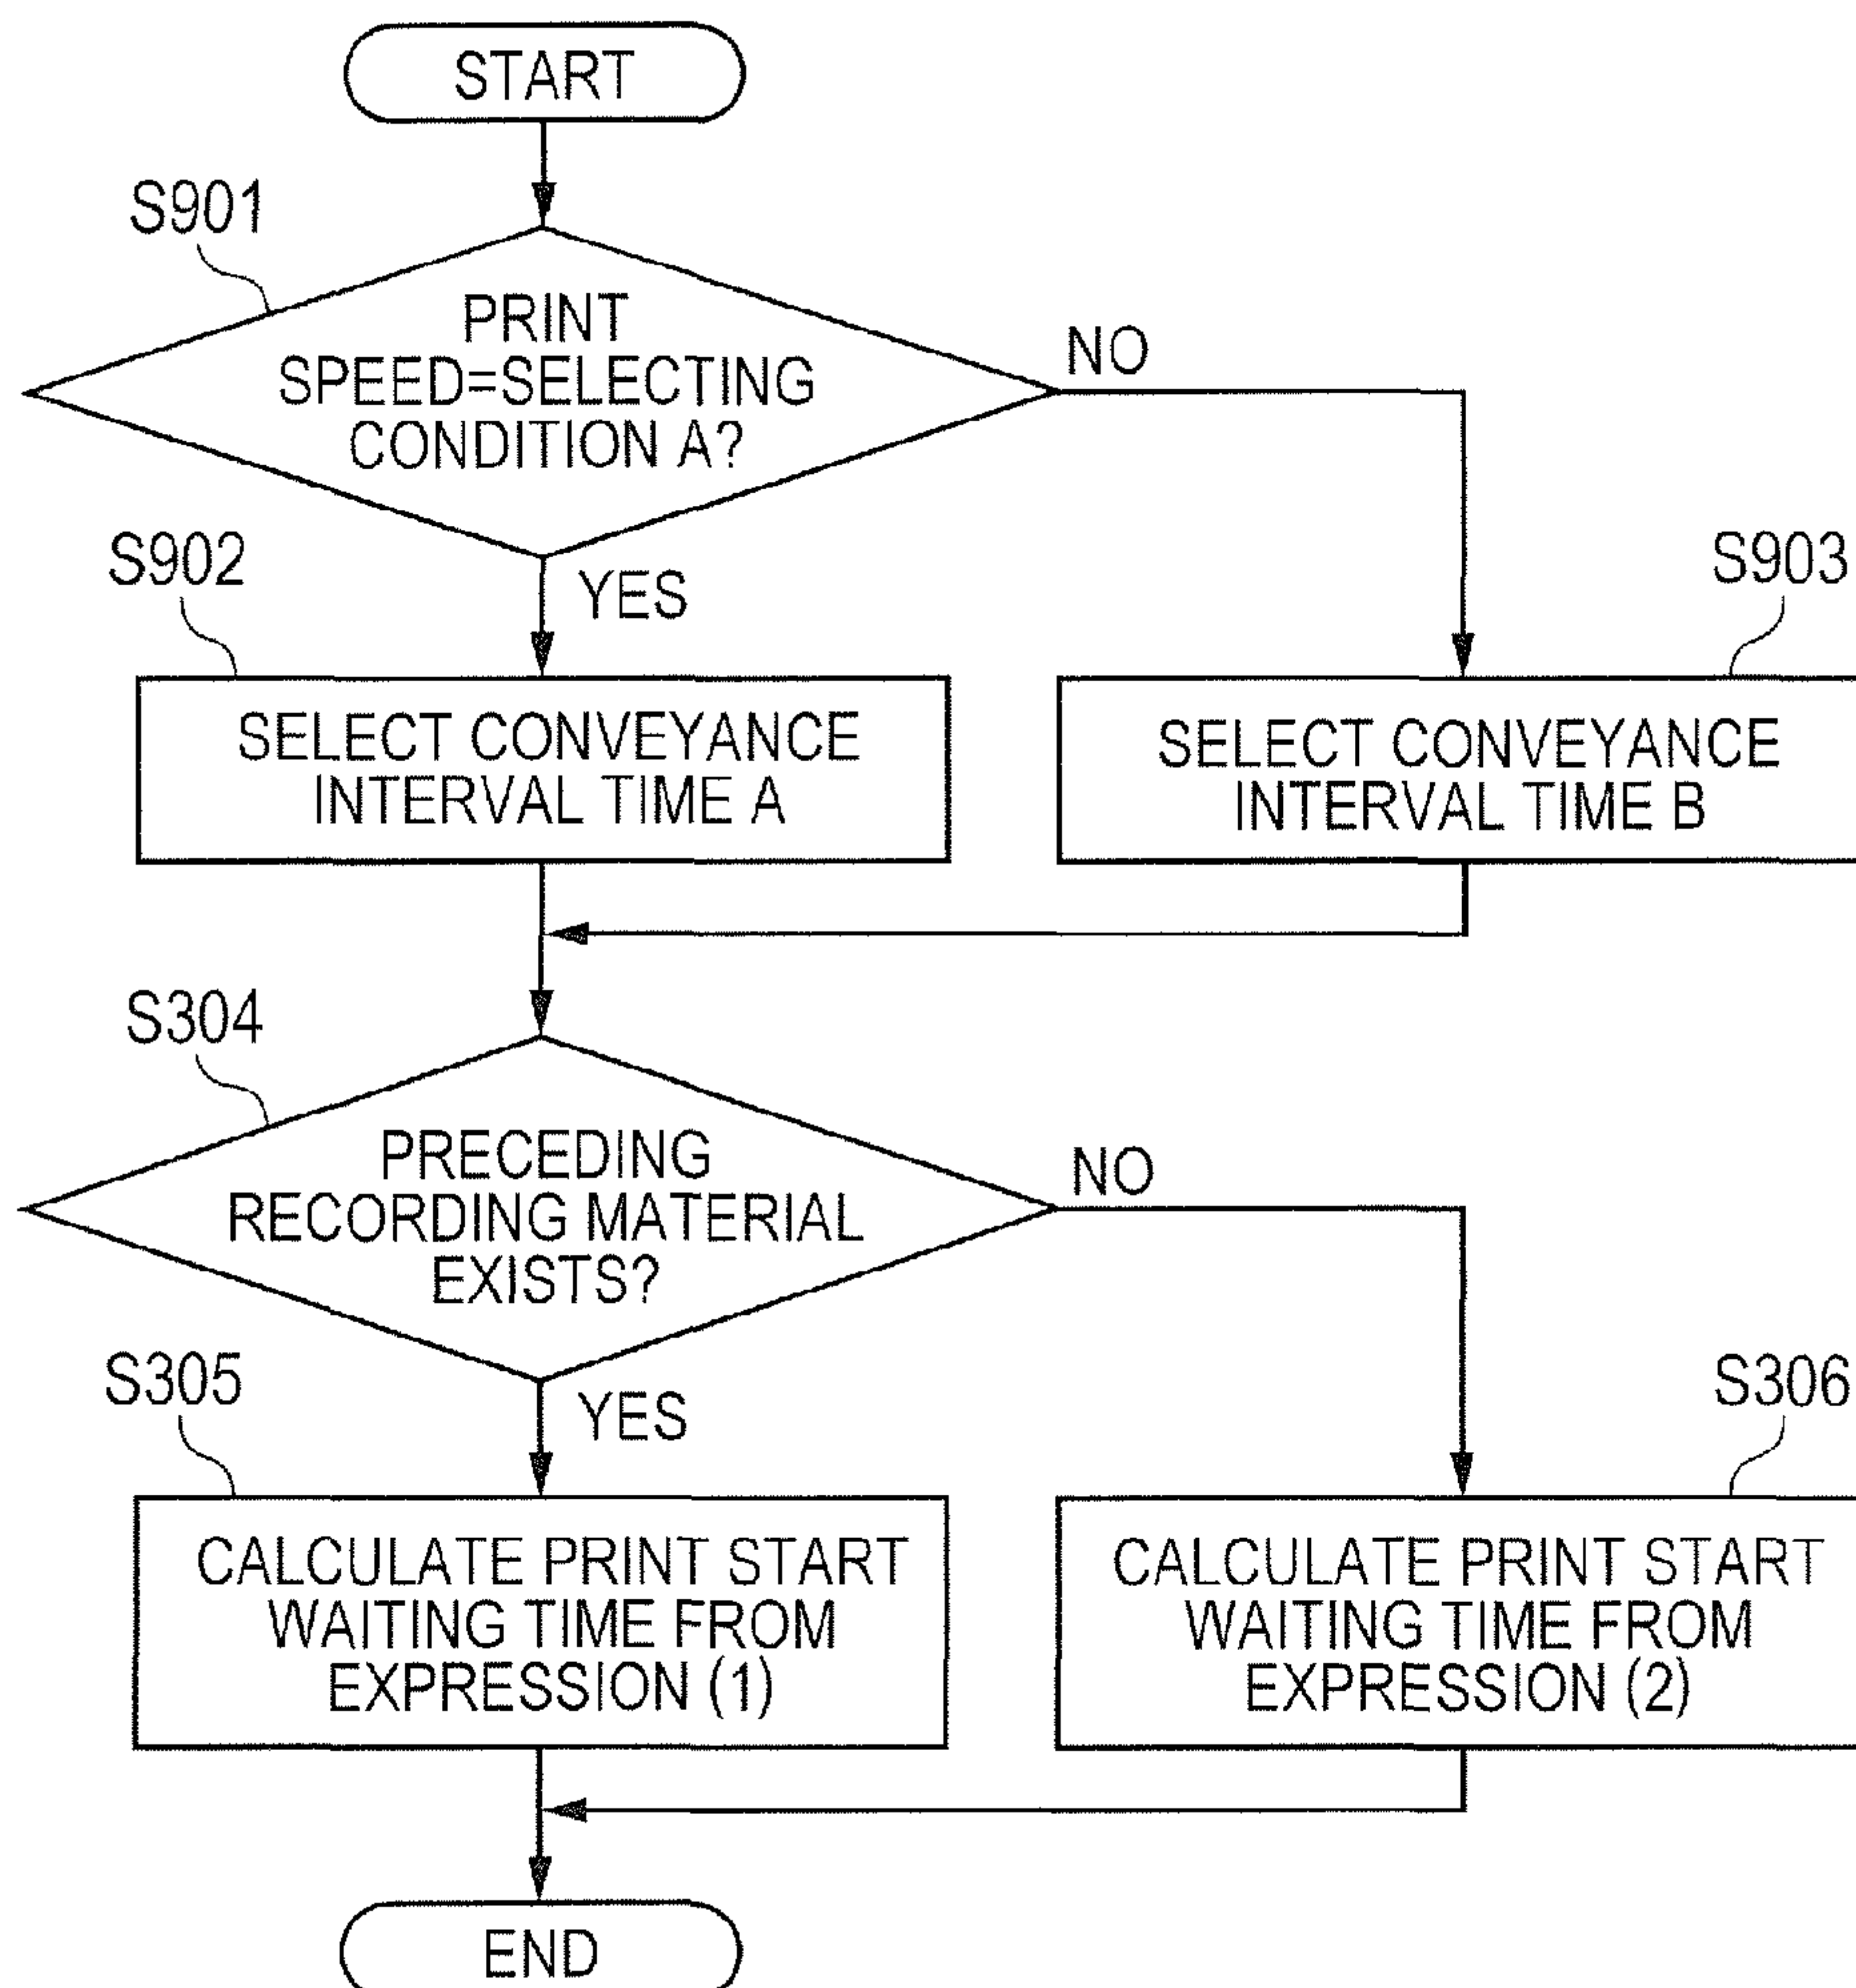 START
S901
PRINT
SPEED=SELECTING
CONDITION A?
NO
YES
S902
SELECT CONVEYANCE
INTERVAL TIME A
S903
SELECT CONVEYANCE
INTERVAL TIME B
S304
PRECEDING
RECORDING MATERIAL
EXISTS?
NO
YES
S305
CALCULATE PRINT START
WAITING TIME FROM
EXPRESSION (1)
S306
CALCULATE PRINT START
WAITING TIME FROM
EXPRESSION (2)
END